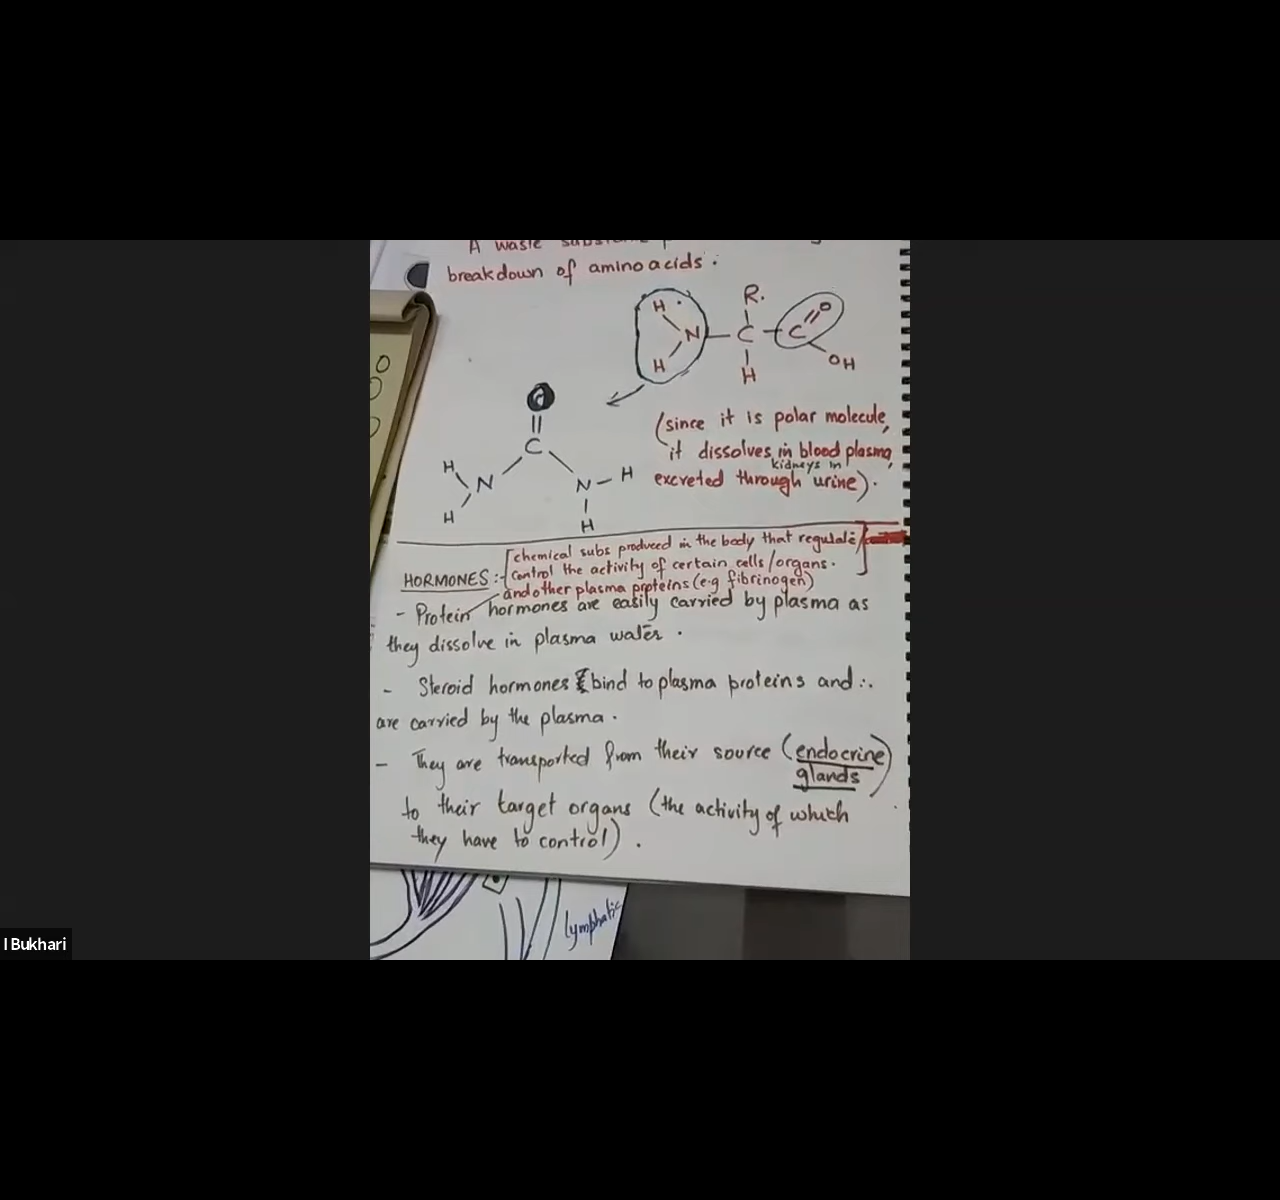 A waste
breakdown of amino acids :
R.
H
O
N C C
H
OH
H
O
C
H
N N H
H
H
(since it is polar molecule,
it dissolves in blood plasma,
kidneys in
excreted through urine).
chemical subs produced in the body that regulate/
HORMONES :- control the activity of certain cells/organs.
and other plasma proteins (e.g fibrinogen)
- Protein hormones are easily carried by plasma as
they dissolve in plasma water .
- Steroid hormones bind to plasma proteins and ∴
are carried by the plasma .
- They are transported from their source (endocrine
glands)
to their target organs (the activity of which
they have to control) .
lymphatic
I Bukhari